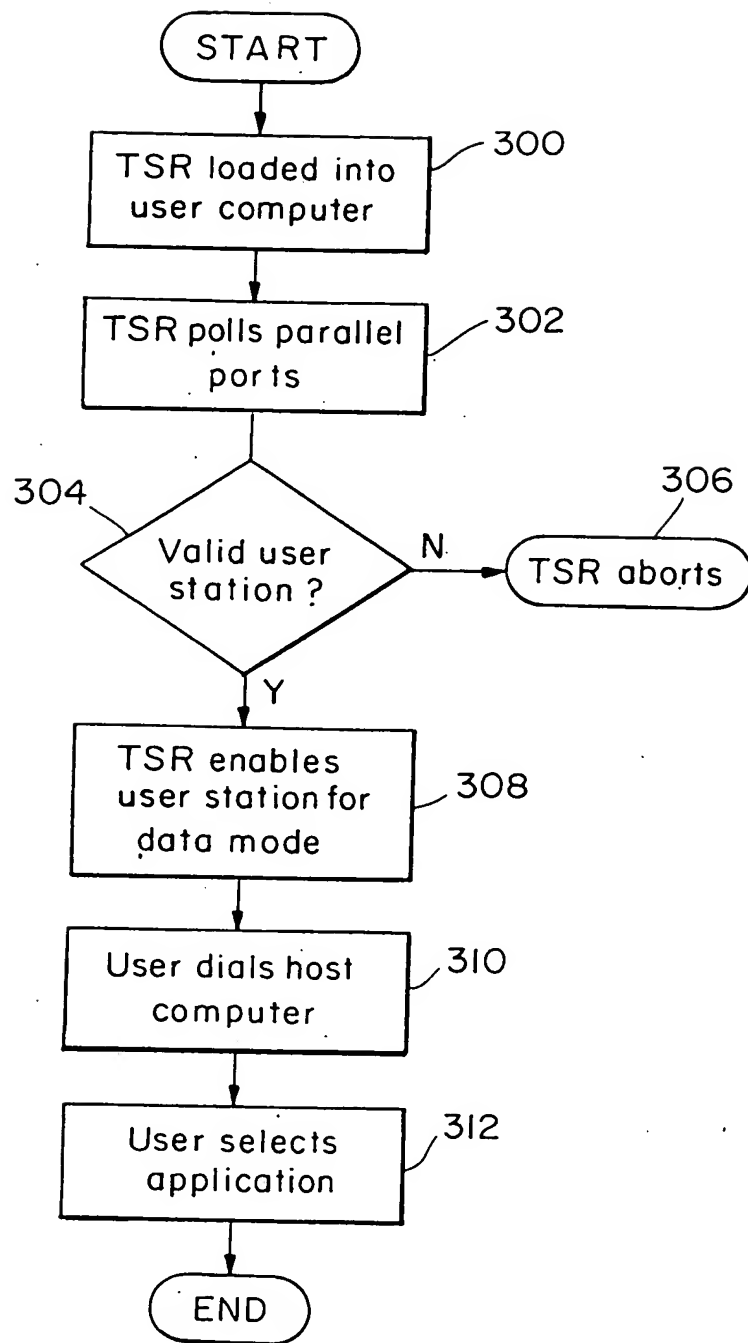 START
TSR loaded into
user computer
300
TSR polls parallel
ports
302
304
Valid user
station ?
N
306
TSR aborts
Y
TSR enables
user station for
data mode
308
User dials host
computer
310
User selects
application
312
END